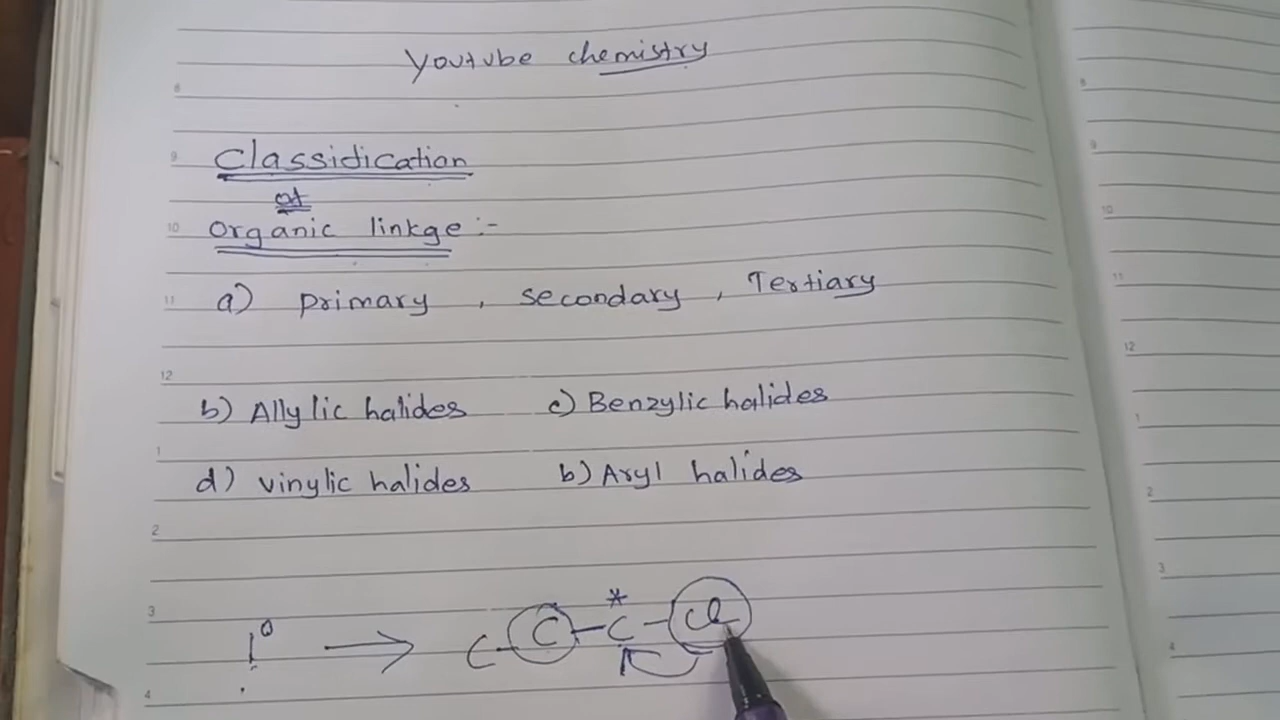 Youtube chemistry
Classidication
of
Organic linkge :-
a) primary , secondary , Tertiary
b) Allylic halides c) Benzylic halides
d) vinylic halides b) Aryl halides
*
1° → C-C-C-Cl